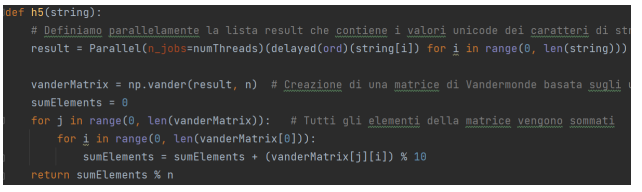 def h5(string):
# Definiamo parallelamente la lista result che contiene i valori unicode dei caratteri di
result = Parallel(n_jobs=numThreads)(delayed(ord)(string[i]) for i in range(0, len(string)))
vanderMatrix = np.vander(result, n)  # Creazione di una matrice di Vandermonde basata sugli
sumElements = 0
for j in range(0, len(vanderMatrix)):   # Tutti gli elementi della matrice vengono sommati
for i in range(0, len(vanderMatrix[0])):
sumElements = sumElements + (vanderMatrix[j][i]) % 10
return sumElements % n